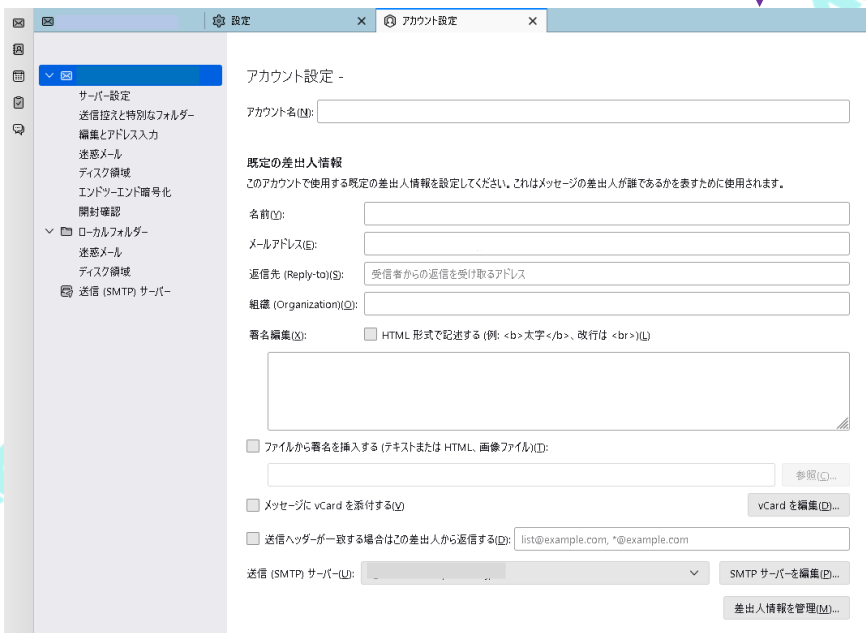 設定
アカウント設定
サーバー設定
送信控えと特別なフォルダー
編集とアドレス入力
迷惑メール
ディスク領域
エンドツーエンド暗号化
開封確認
ローカルフォルダー
迷惑メール
ディスク領域
送信 (SMTP) サーバー
アカウント設定 -
アカウント名(N):
既定の差出人情報
このアカウントで使用する既定の差出人情報を設定してください。これはメッセージの差出人が誰であるかを表すために使用されます。
名前(Y):
メールアドレス(E):
返信先 (Reply-to)(S): 受信者からの返信を受け取るアドレス
組織 (Organization)(O):
署名編集(X): HTML 形式で記述する (例: <b>太字</b>、改行は <br>)(L)
ファイルから署名を挿入する (テキストまたは HTML、画像ファイル)(T):
参照(C)...
メッセージに vCard を添付する(V) vCard を編集(D)...
送信ヘッダーが一致する場合はこの差出人から返信する(D): list@example.com, *@example.com
送信 (SMTP) サーバー(U): SMTP サーバーを編集(P)...
差出人情報を管理(M)...